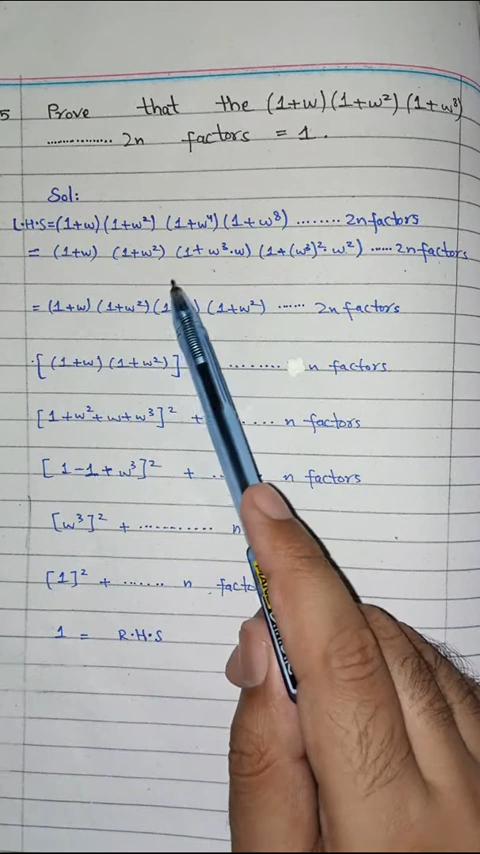 5 Prove that the (1+w)(1+w²)(1+w⁸)
............... 2n factors = 1.
Sol:
L.H.S=(1+w)(1+w²) (1+w⁴)(1+w⁸) ........ 2n factors
= (1+w) (1+w²) (1+w³.w) (1+(w³)².w²) ..... 2n factors
= (1+w)(1+w²)(1 ) (1+w²) ...... 2n factors
[(1+w)(1+w²)] ........ n factors
[1+w²+w+w³]² + .... n factors
[1-1+w³]² + .. n factors
[w³]² + ........... n
[1]² + ....... n facto
1 = R.H.S